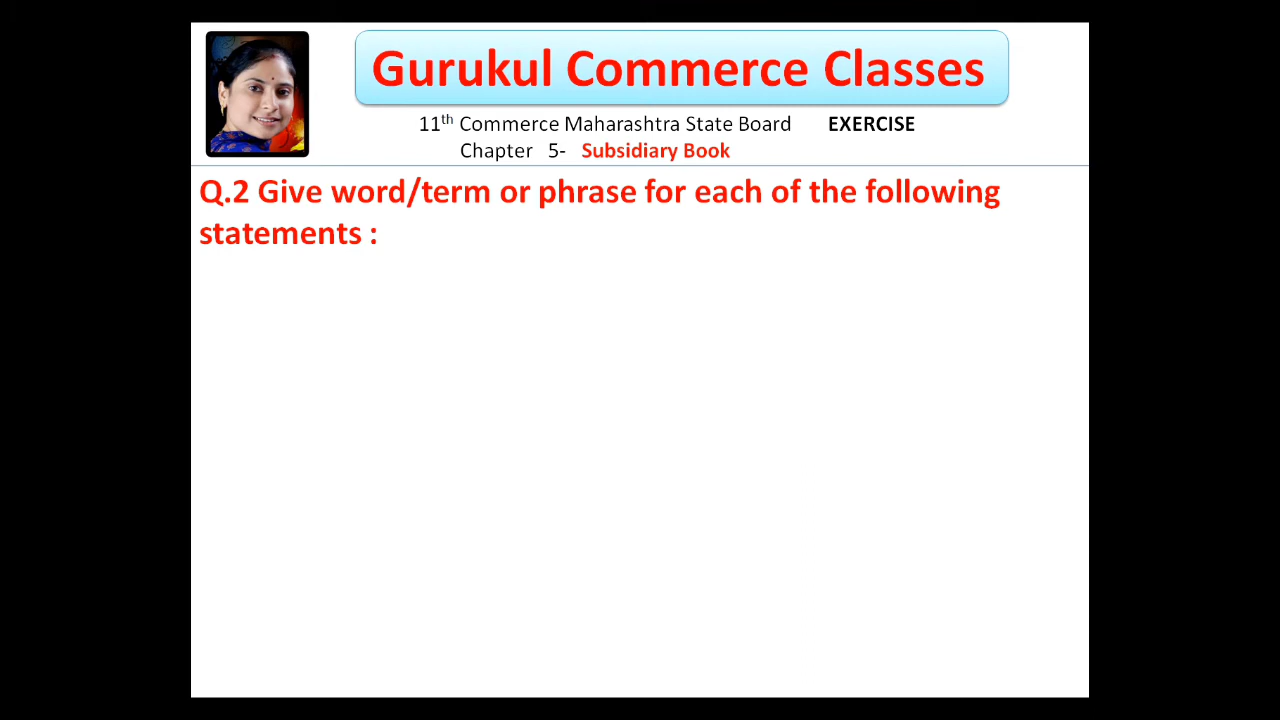 Gurukul Commerce Classes
11th Commerce Maharashtra State Board EXERCISE
Chapter 5- Subsidiary Book
Q.2 Give word/term or phrase for each of the following
statements :